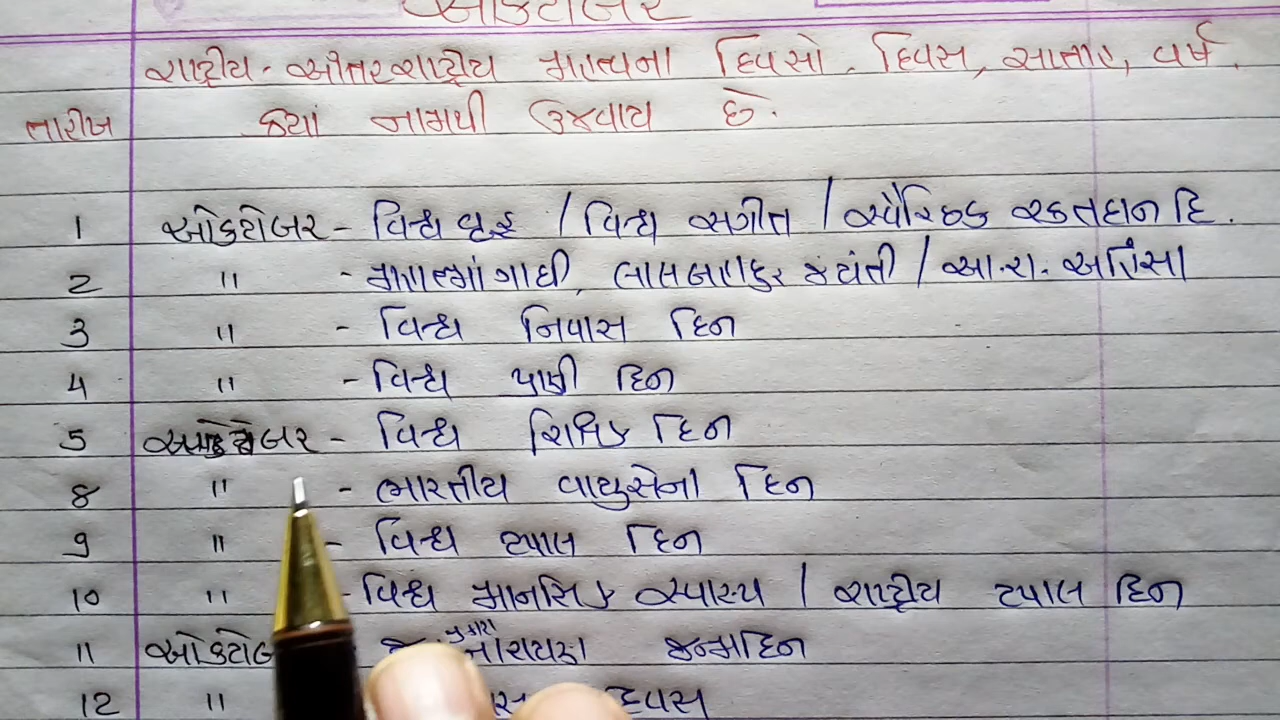 ઓક્ટોબર
રાષ્ટ્રીય - આંતરરાષ્ટ્રીય મહત્વના દિવસો. દિવસ, સપ્તાહ, વર્ષ.
તારીખ ક્યાં નામથી ઉજવાય છે.
1 ઓક્ટોબર - વિશ્વ વૃદ્ધ / વિશ્વ સંગીત / સ્વૈચ્છિક રકતદાન દિ.
2 " - મહાત્માં ગાધી, લાલબહાદુર જયંતી / આ.રા. અહિંસા
3 " - વિશ્વ નિવાસ દિન
4 " - વિશ્વ પ્રાણી દિન
5 ઓક્ટોબર - વિશ્વ શિક્ષક દિન
8 " - ભારતીય વાયુસેના દિન
9 " - વિશ્વ ટપાલ દિન
10 " - વિશ્વ માનસિક સ્વાસ્થ્ય / રાષ્ટ્રીય ટપાલ દિન
11 ઓક્ટોબ નારાયણ જન્મદિન
12 " દિવસ